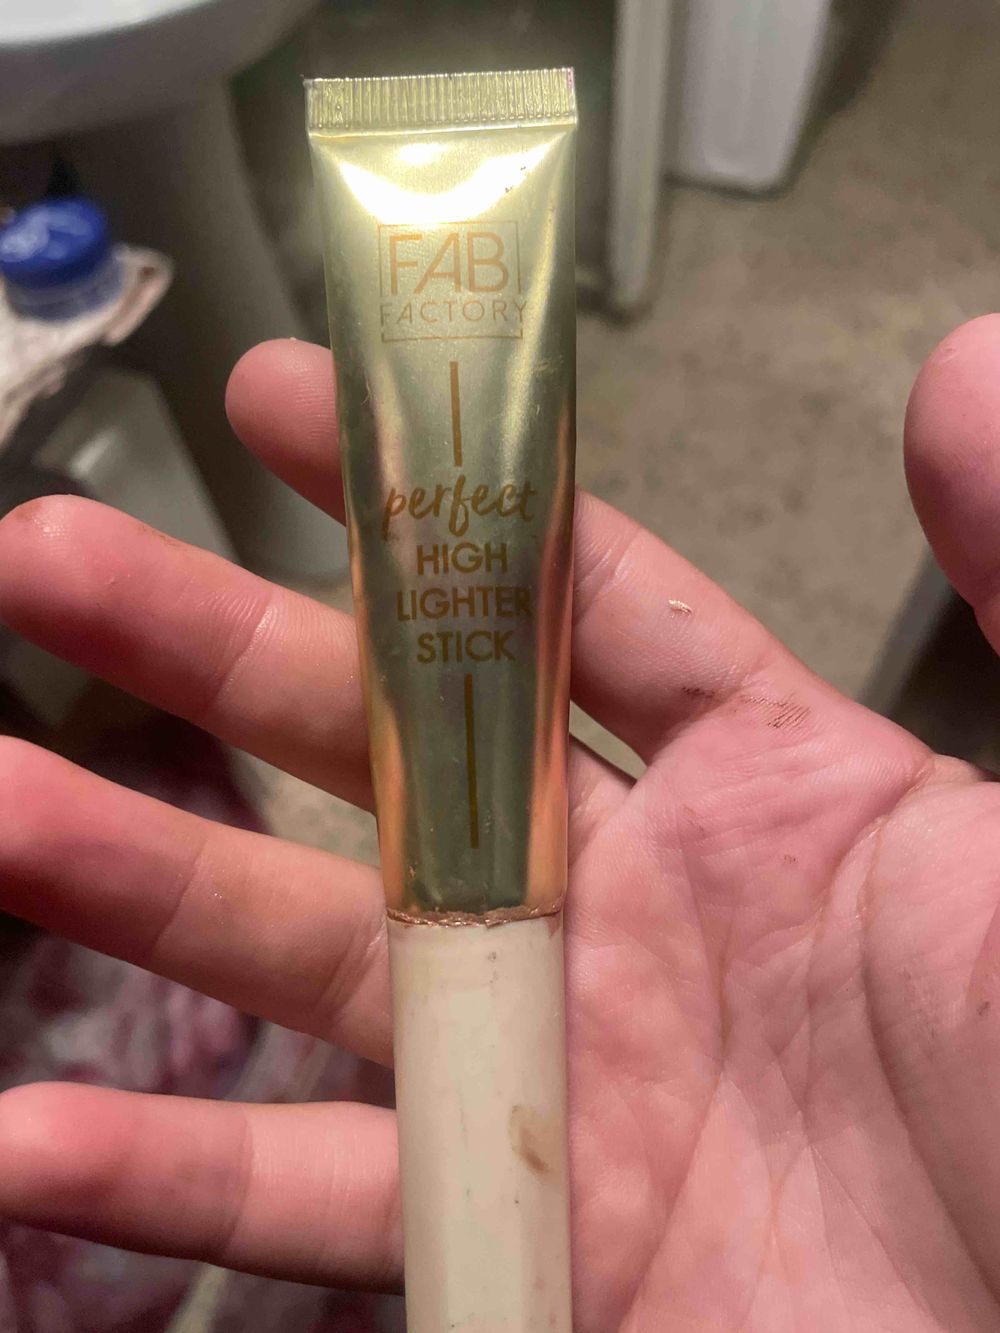 FAB
FACTORY
perfect
HIGH
LIGHTER
STICK